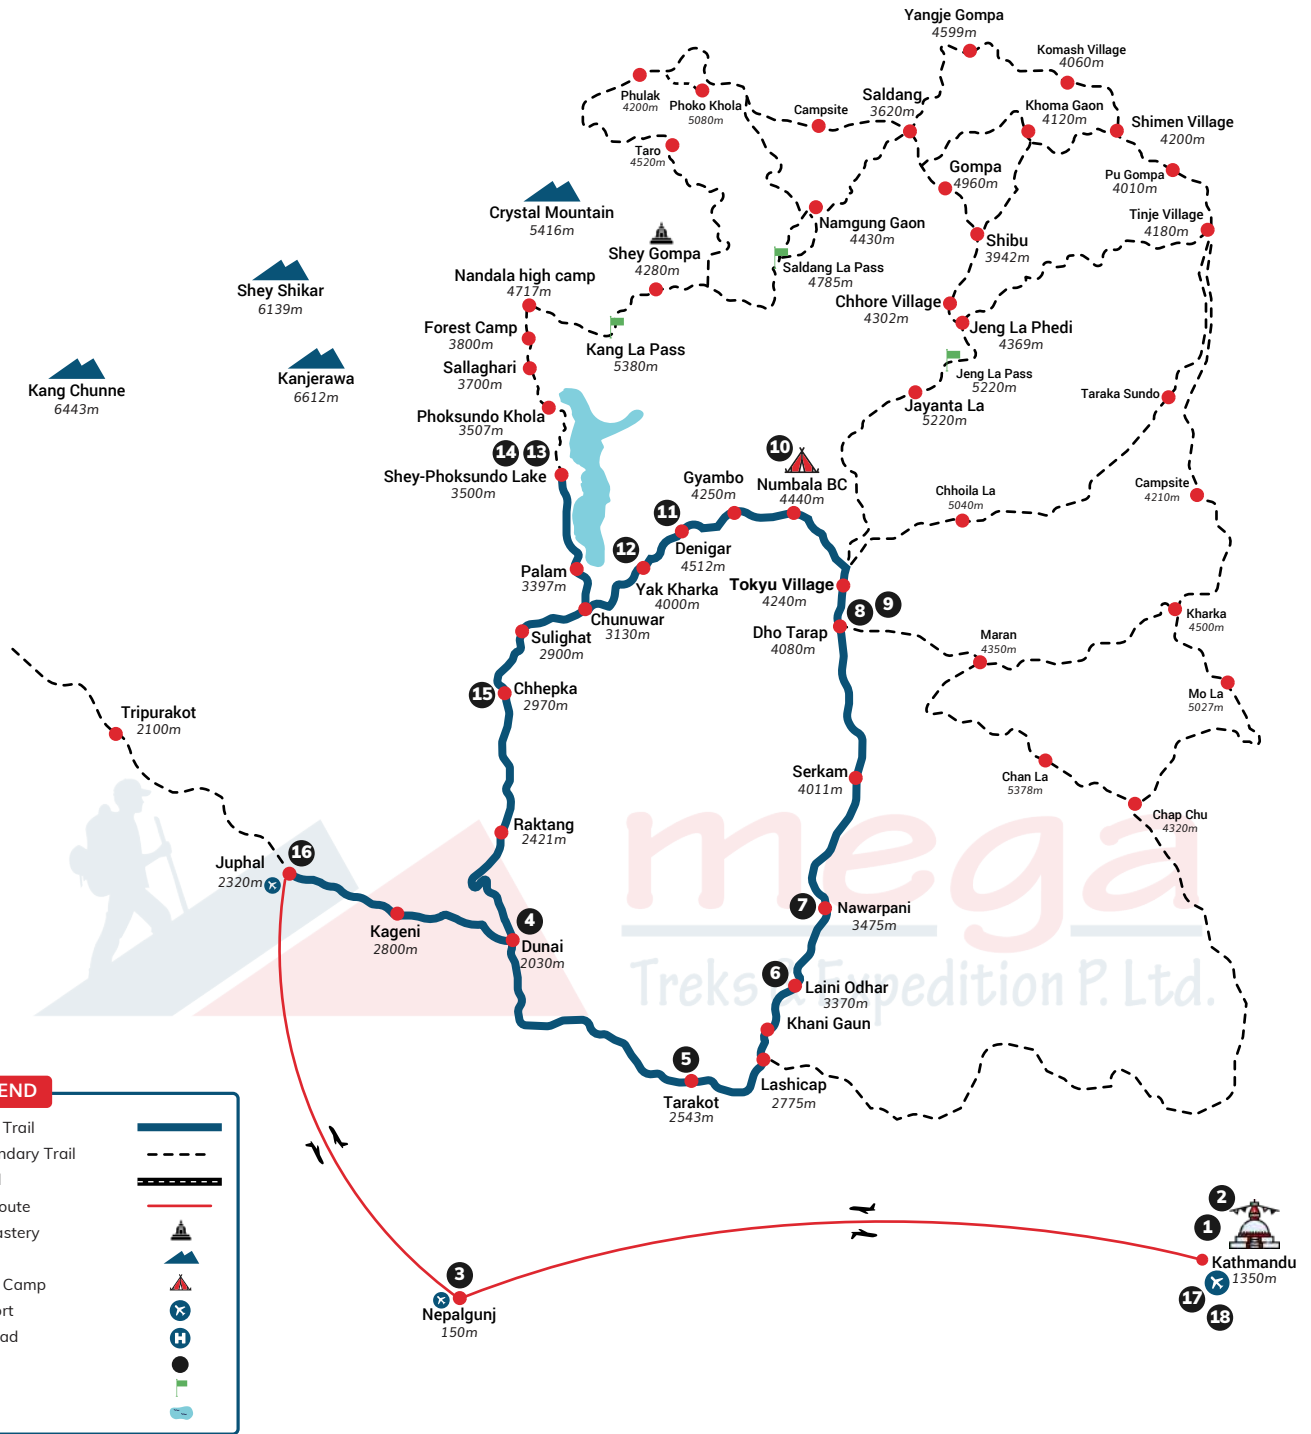 Yangje Gompa
4599m
Komash Village
4060m
Phulak
4200m
Phoko Khola
5080m
Campsite
Saldang
3620m
Khoma Gaon
4120m
Shimen Village
4200m
Taro
4520m
Gompa
4960m
Pu Gompa
4010m
Crystal Mountain
5416m
Namgung Gaon
4430m
Tinje Village
4180m
Shey Gompa
4280m
Shibu
3942m
Saldang La Pass
4785m
Shey Shikar
6139m
Nandala high camp
4717m
Chhore Village
4302m
Forest Camp
3800m
Jeng La Phedi
4369m
Kang La Pass
5380m
Sallaghari
3700m
Kang Chunne
6443m
Kanjerawa
6612m
Jeng La Pass
5220m
Jayanta La
5220m
Taraka Sundo
Phoksundo Khola
3507m
14 13
10
Shey-Phoksundo Lake
3500m
Gyambo
4250m
Numbala BC
4440m
Chhoila La
5040m
Campsite
4210m
11
Denigar
4512m
12
Palam
3397m
Yak Kharka
4000m
Tokyu Village
4240m
8 9
Chunuwar
3130m
Sulighat
2900m
Dho Tarap
4080m
Maran
4350m
Kharka
4500m
15
Chhepka
2970m
Mo La
5027m
Tripurakot
2100m
Serkam
4011m
Chan La
5378m
Chap Chu
4320m
Raktang
2421m
mega
Treks & Expedition P. Ltd.
16
Juphal
2320m
7
Nawarpani
3475m
Kageni
2800m
4
Dunai
2030m
6
Laini Odhar
3370m
Khani Gaun
5
Tarakot
2543m
Lashicap
2775m
END
Trail
ndary Trail
oute
astery
Camp
ort
ad
H
2
1
Kathmandu
1350m
17
18
3
Nepalgunj
150m